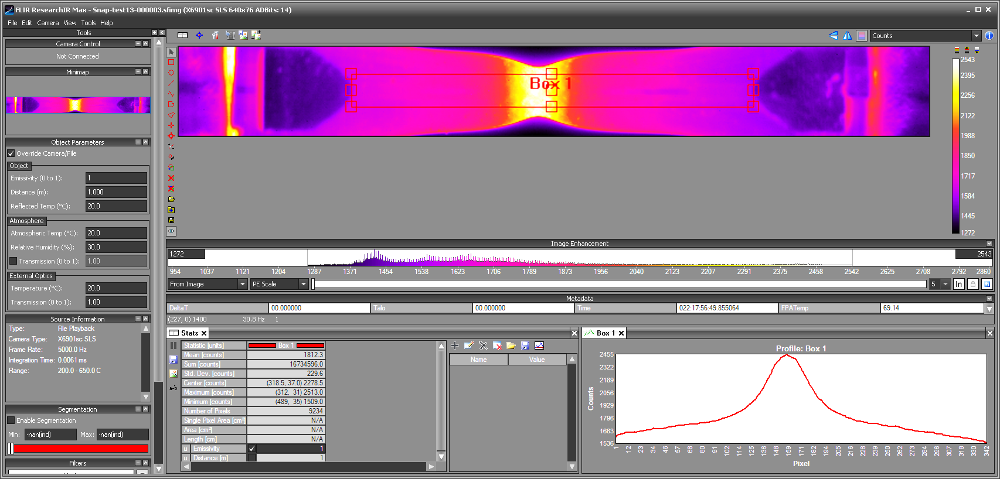 FLIR ResearchIR Max - Snap-test13-000003.sfimg (X6901sc SLS 640x76 ADBits: 14)
File Edit Camera View Tools Help
Tools
Camera Control
Not Connected
Minimap
Object Parameters
Override Camera/File
Object
Emissivity (0 to 1): 1
Distance (m): 1.000
Reflected Temp (°C): 20.0
Atmosphere
Atmospheric Temp (°C): 20.0
Relative Humidity (%): 30.0
Transmission (0 to 1): 1.00
External Optics
Temperature (°C): 20.0
Transmission (0 to 1): 1.00
Source Information
Type: File Playback
Camera Type: X6901sc SLS
Frame Rate: 5000.0 Hz
Integration Time: 0.0061 ms
Range: 200.0 - 650.0 C
Segmentation
Enable Segmentation
Min: -nan(ind) Max: -nan(ind)
Filters
Counts
Box 1
2543
2395
2256
2122
1988
1850
1717
1584
1445
1272
Image Enhancement
1272 2543
954 1037 1121 1204 1287 1371 1454 1538 1623 1706 1789 1873 1956 2040 2123 2207 2291 2375 2458 2542 2625 2708 2792 2860
From Image PE Scale 5 ln
Metadata
DeltaT 00.000000 Talo 00.000000 Time 022:17:56:49.855064 FPATemp 69.14
(227, 0) 1400 30.8 Hz 1
Stats
Statistic [units] Box 1
Mean [counts] 1812.3
Sum [counts] 16734596.0
Std. Dev. [counts] 229.6
Center [counts] (318.5, 37.0) 2278.5
Maximum [counts] (312, 31) 2513.0
Minimum [counts] (489, 35) 1509.0
Number of Pixels 9234
Single Pixel Area [cm²] N/A
Area [cm²] N/A
Length [cm] N/A
u Emissivity 1
u Distance [m] 1
a-b
Name Value
Box 1
Profile: Box 1
Counts
2455
2322
2189
2056
1929
1796
1663
1536
1 12 23 34 46 57 68 80 91 102 114 125 136 148 159 171 182 194 205 216 228 239 250 262 273 284 296 307 318 330 342
Pixel